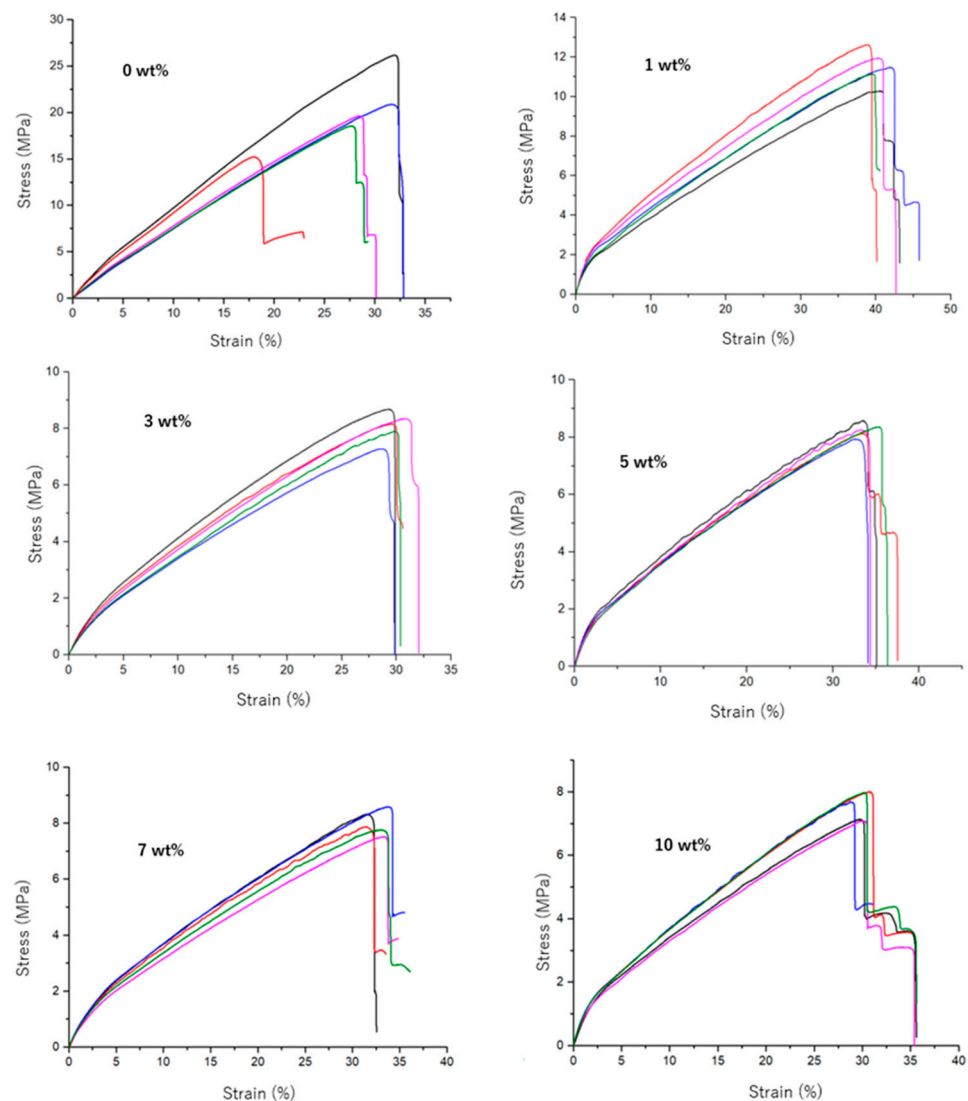 0 wt%
30
25
20
15
10
5
0
Stress (MPa)
0 5 10 15 20 25 30 35
Strain (%)
1 wt%
14
12
10
8
6
4
2
0
Stress (MPa)
0 10 20 30 40 50
Strain (%)
3 wt%
10
8
6
4
2
0
Stress (MPa)
0 5 10 15 20 25 30 35
Strain (%)
5 wt%
10
8
6
4
2
0
Stress (MPa)
0 10 20 30 40
Strain (%)
7 wt%
10
8
6
4
2
0
Stress (MPa)
0 5 10 15 20 25 30 35 40
Strain (%)
10 wt%
8
6
4
2
0
Stress (MPa)
0 5 10 15 20 25 30 35 40
Strain (%)